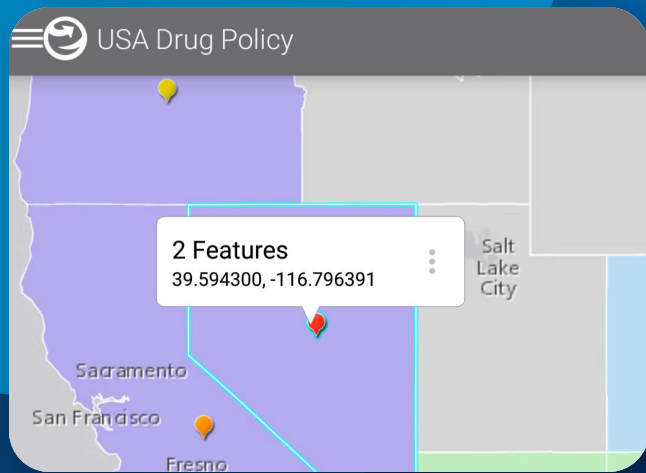 USA Drug Policy
2 Features
39.594300, -116.796391
Salt
Lake
City
Sacramento
San Francisco
Fresno